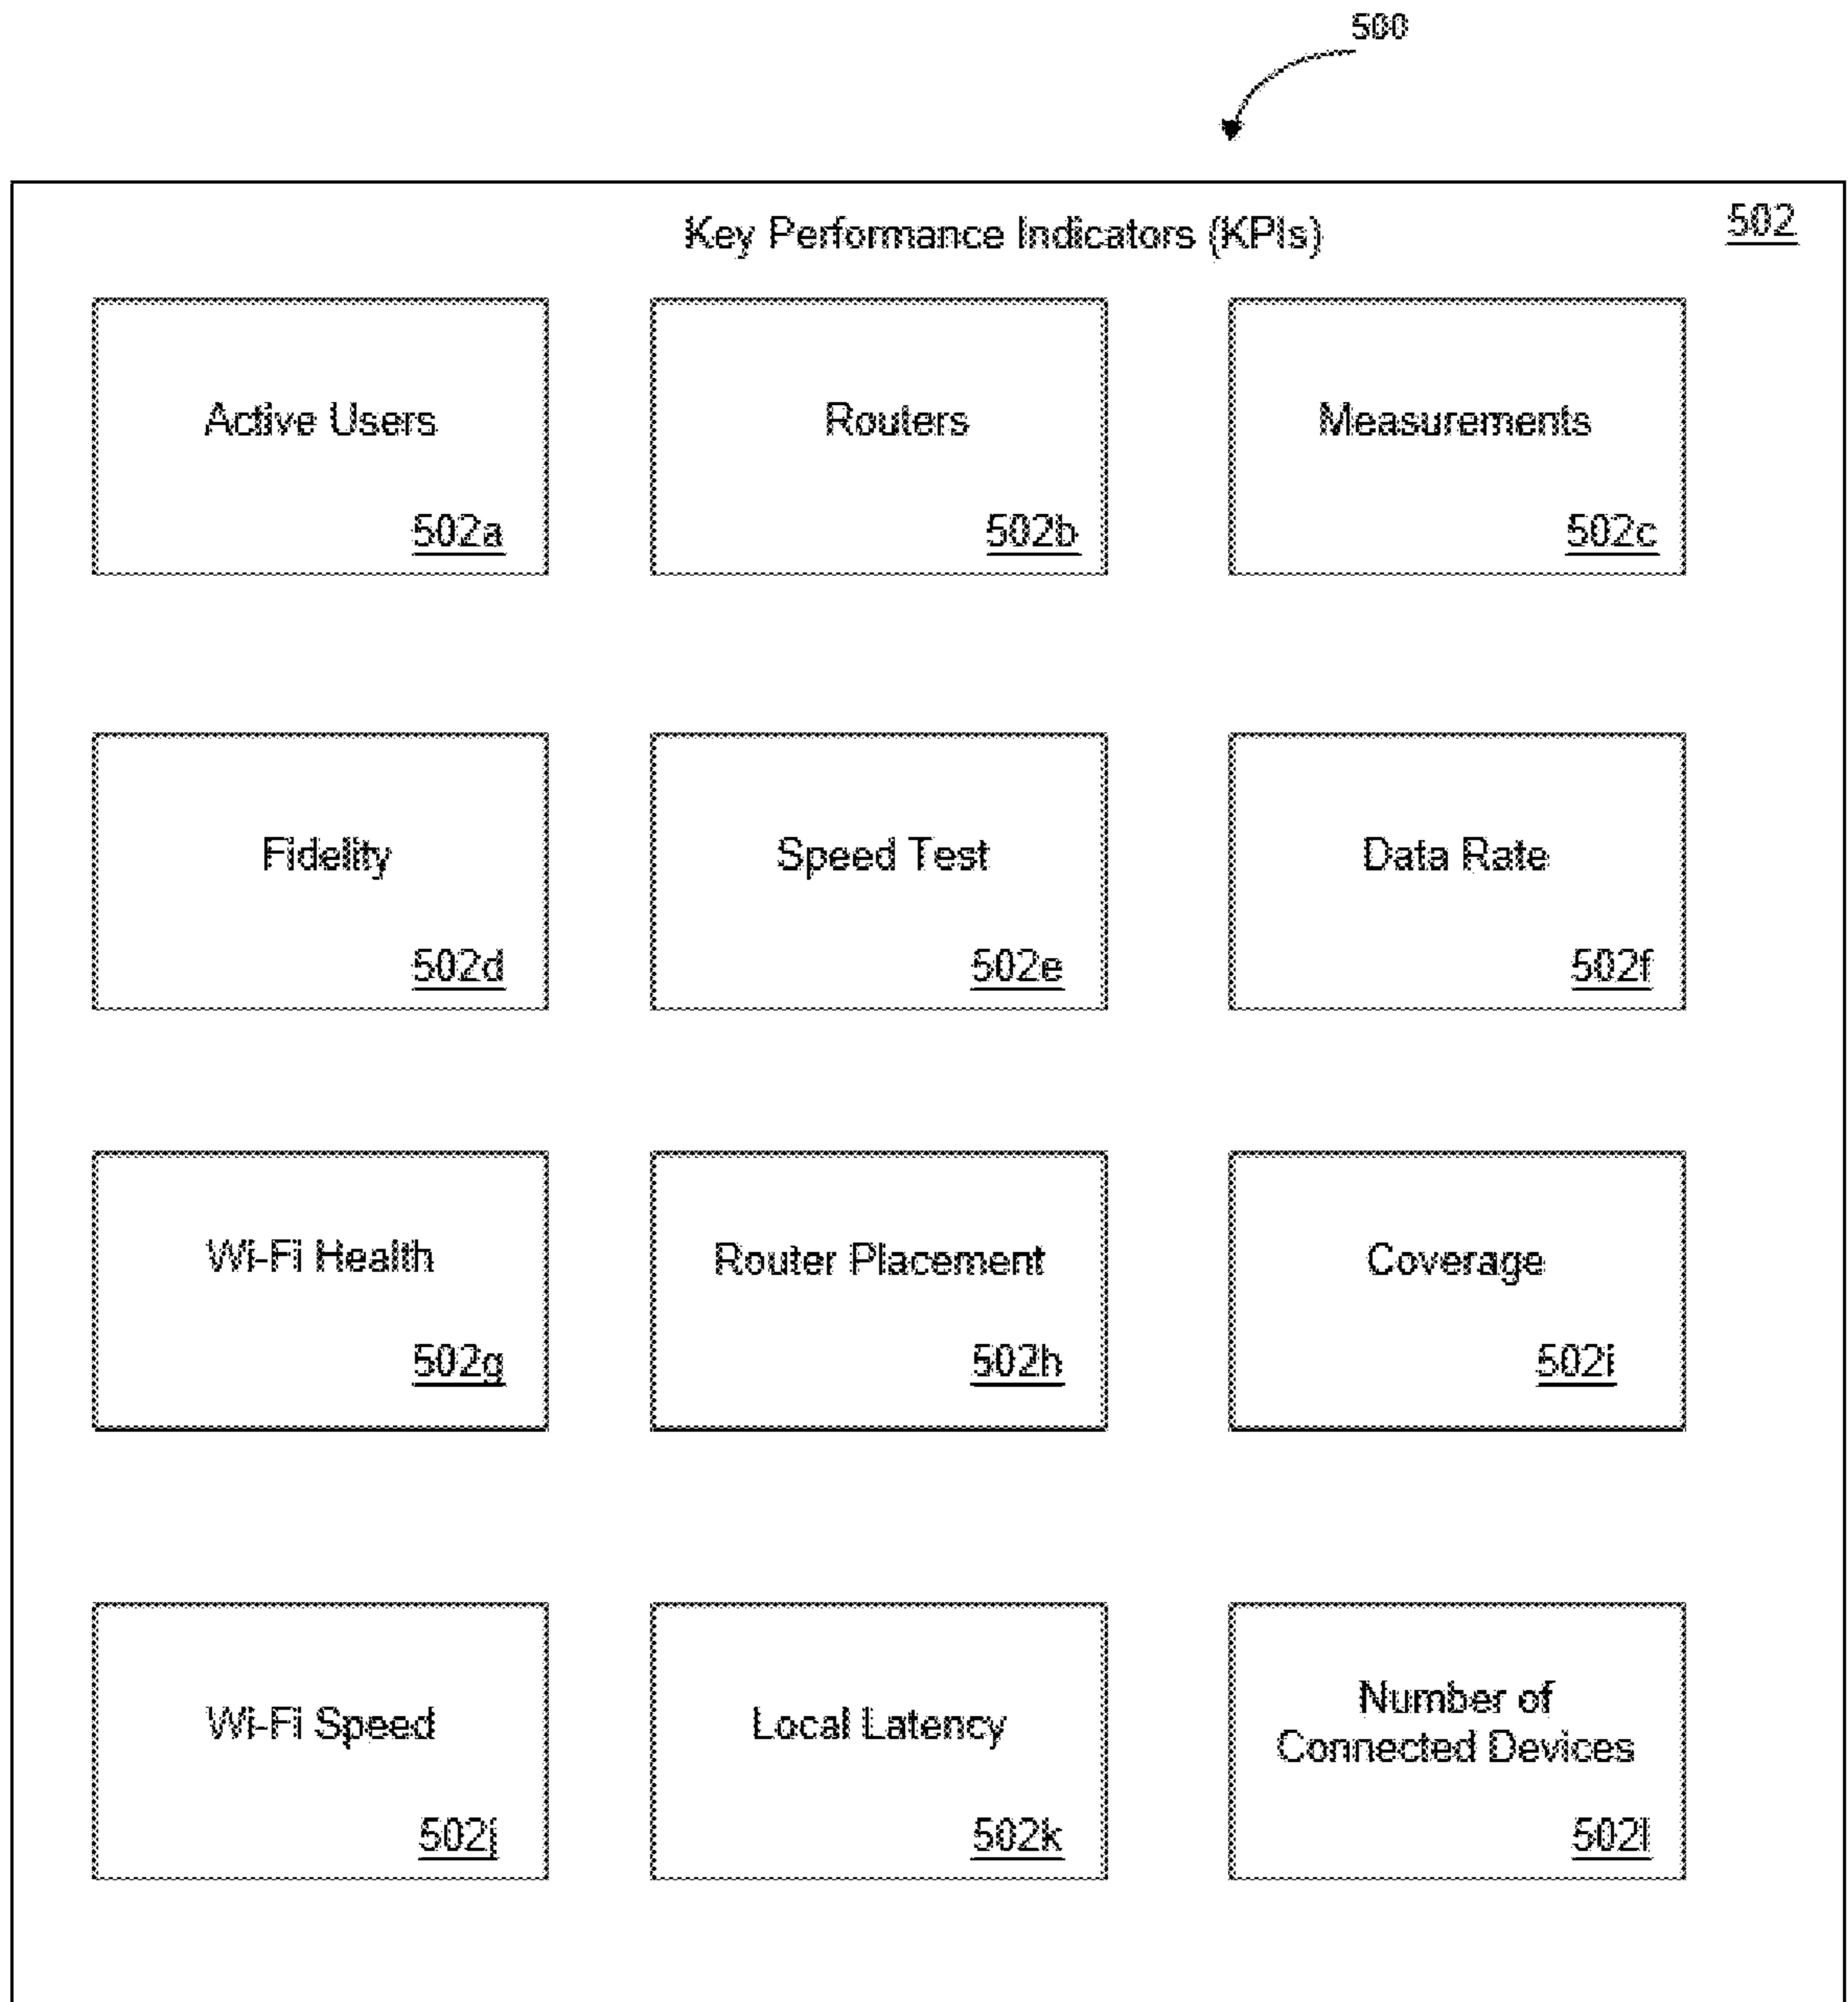 500
Key Performance Indicators (KPIs)
502
Active Users
502a
Routers
502b
Measurements
502c
Fidelity
502d
Speed Test
502e
Data Rate
502f
Wi-Fi Health
502g
Router Placement
502h
Coverage
502i
Wi-Fi Speed
502j
Local Latency
502k
Number of
Connected Devices
502l